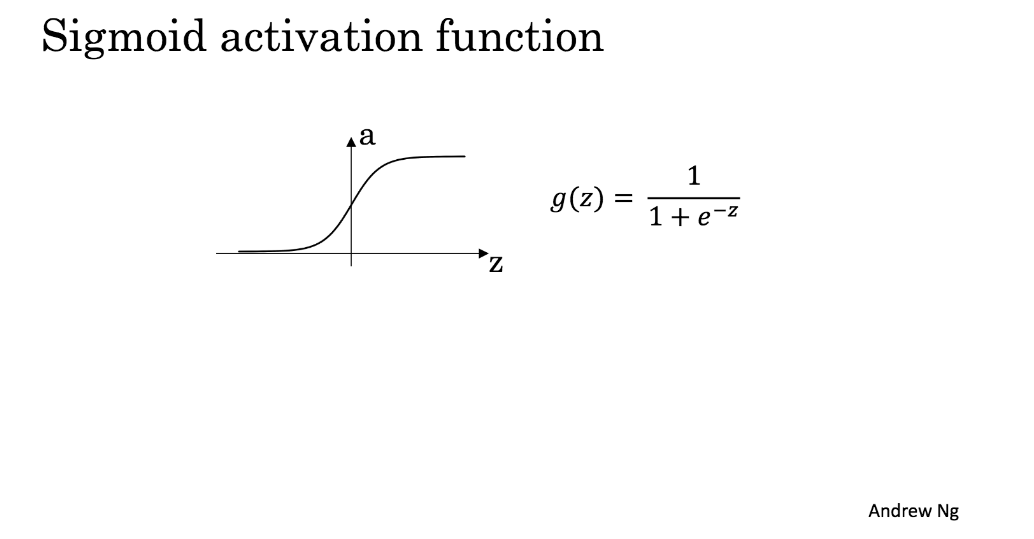 Sigmoid activation function
a
z
g(z) = 1 / (1 + e^{-z})
Andrew Ng